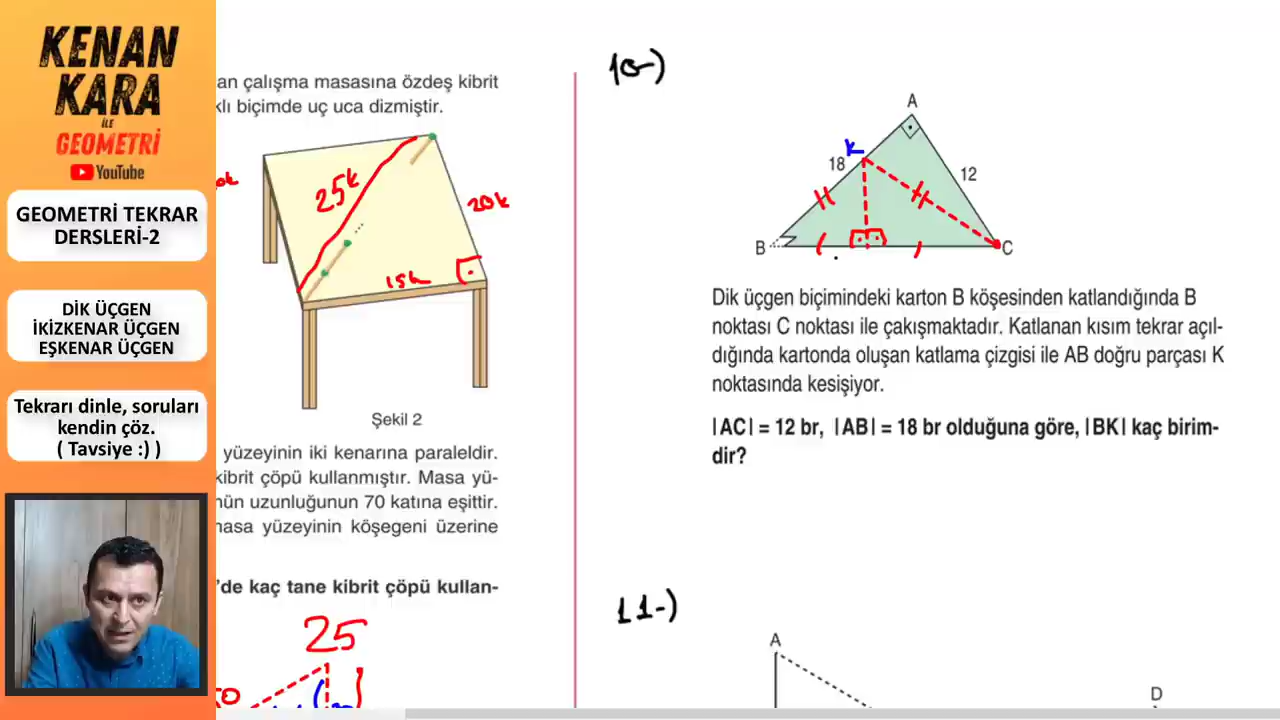 KENAN
KARA
İLE
GEOMETRİ
YouTube
GEOMETRİ TEKRAR
DERSLERİ-2
DİK ÜÇGEN
İKİZKENAR ÜÇGEN
EŞKENAR ÜÇGEN
Tekrarı dinle, soruları
kendin çöz.
( Tavsiye :) )
an çalışma masasına özdeş kibrit
klı biçimde uç uca dizmiştir.
25k
20k
15k
Şekil 2
yüzeyinin iki kenarına paraleldir.
kibrit çöpü kullanmıştır. Masa yü-
nün uzunluğunun 70 katına eşittir.
masa yüzeyinin köşegeni üzerine
'de kaç tane kibrit çöpü kullan-
25
10-)
A
K
18
12
B
C
Dik üçgen biçimindeki karton B köşesinden katlandığında B
noktası C noktası ile çakışmaktadır. Katlanan kısım tekrar açıl-
dığında kartonda oluşan katlama çizgisi ile AB doğru parçası K
noktasında kesişiyor.
|AC| = 12 br, |AB| = 18 br olduğuna göre, |BK| kaç birim-
dir?
11-)
A
D